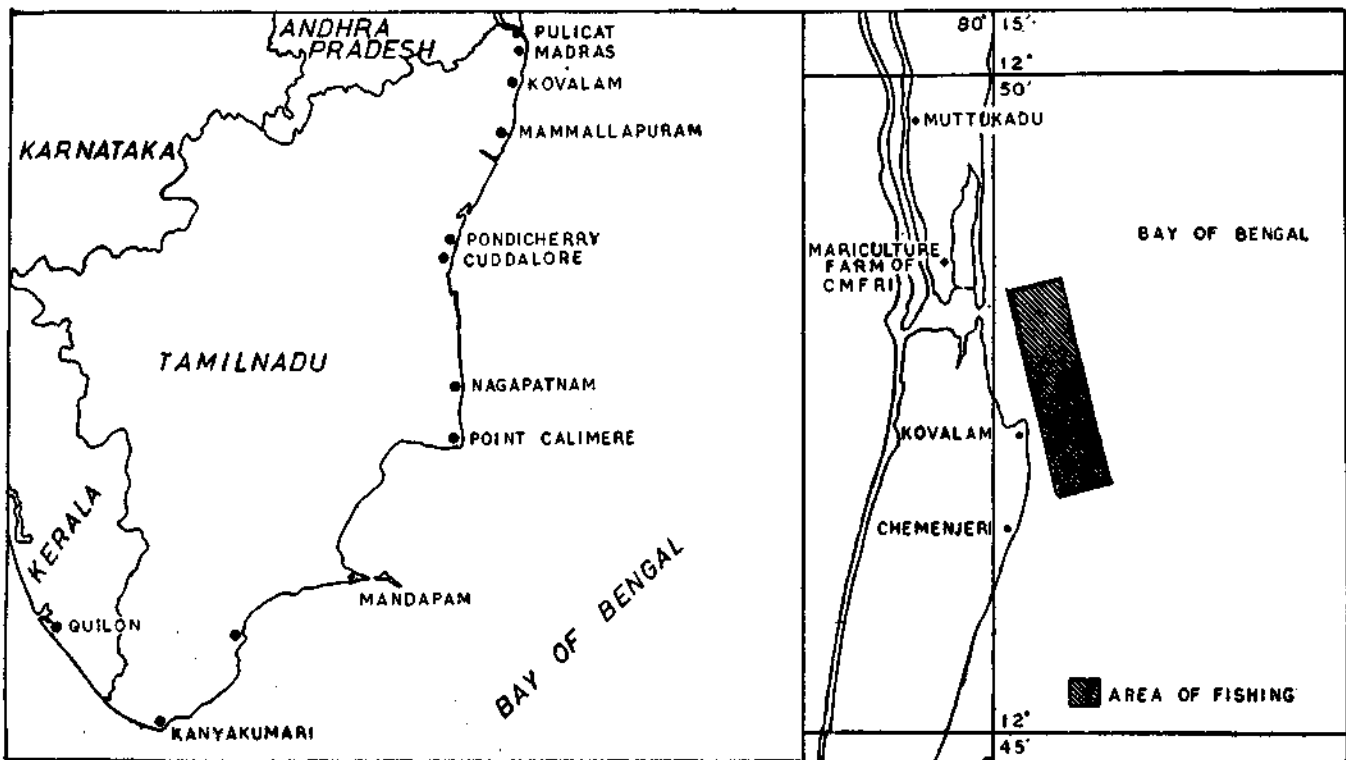 ANDHRA
PRADESH
PULICAT
MADRAS
KOVALAM
MAMMALLAPURAM
KARNATAKA
PONDICHERRY
CUDDALORE
TAMILNADU
NAGAPATNAM
POINT CALIMERE
KERALA
MANDAPAM
QUILON
KANYAKUMARI
BAY OF BENGAL
80° 15'
12°
50'
MUTTUKADU
BAY OF BENGAL
MARICULTURE
FARM OF
CMFRI
KOVALAM
CHEMENJERI
AREA OF FISHING
12°
45'